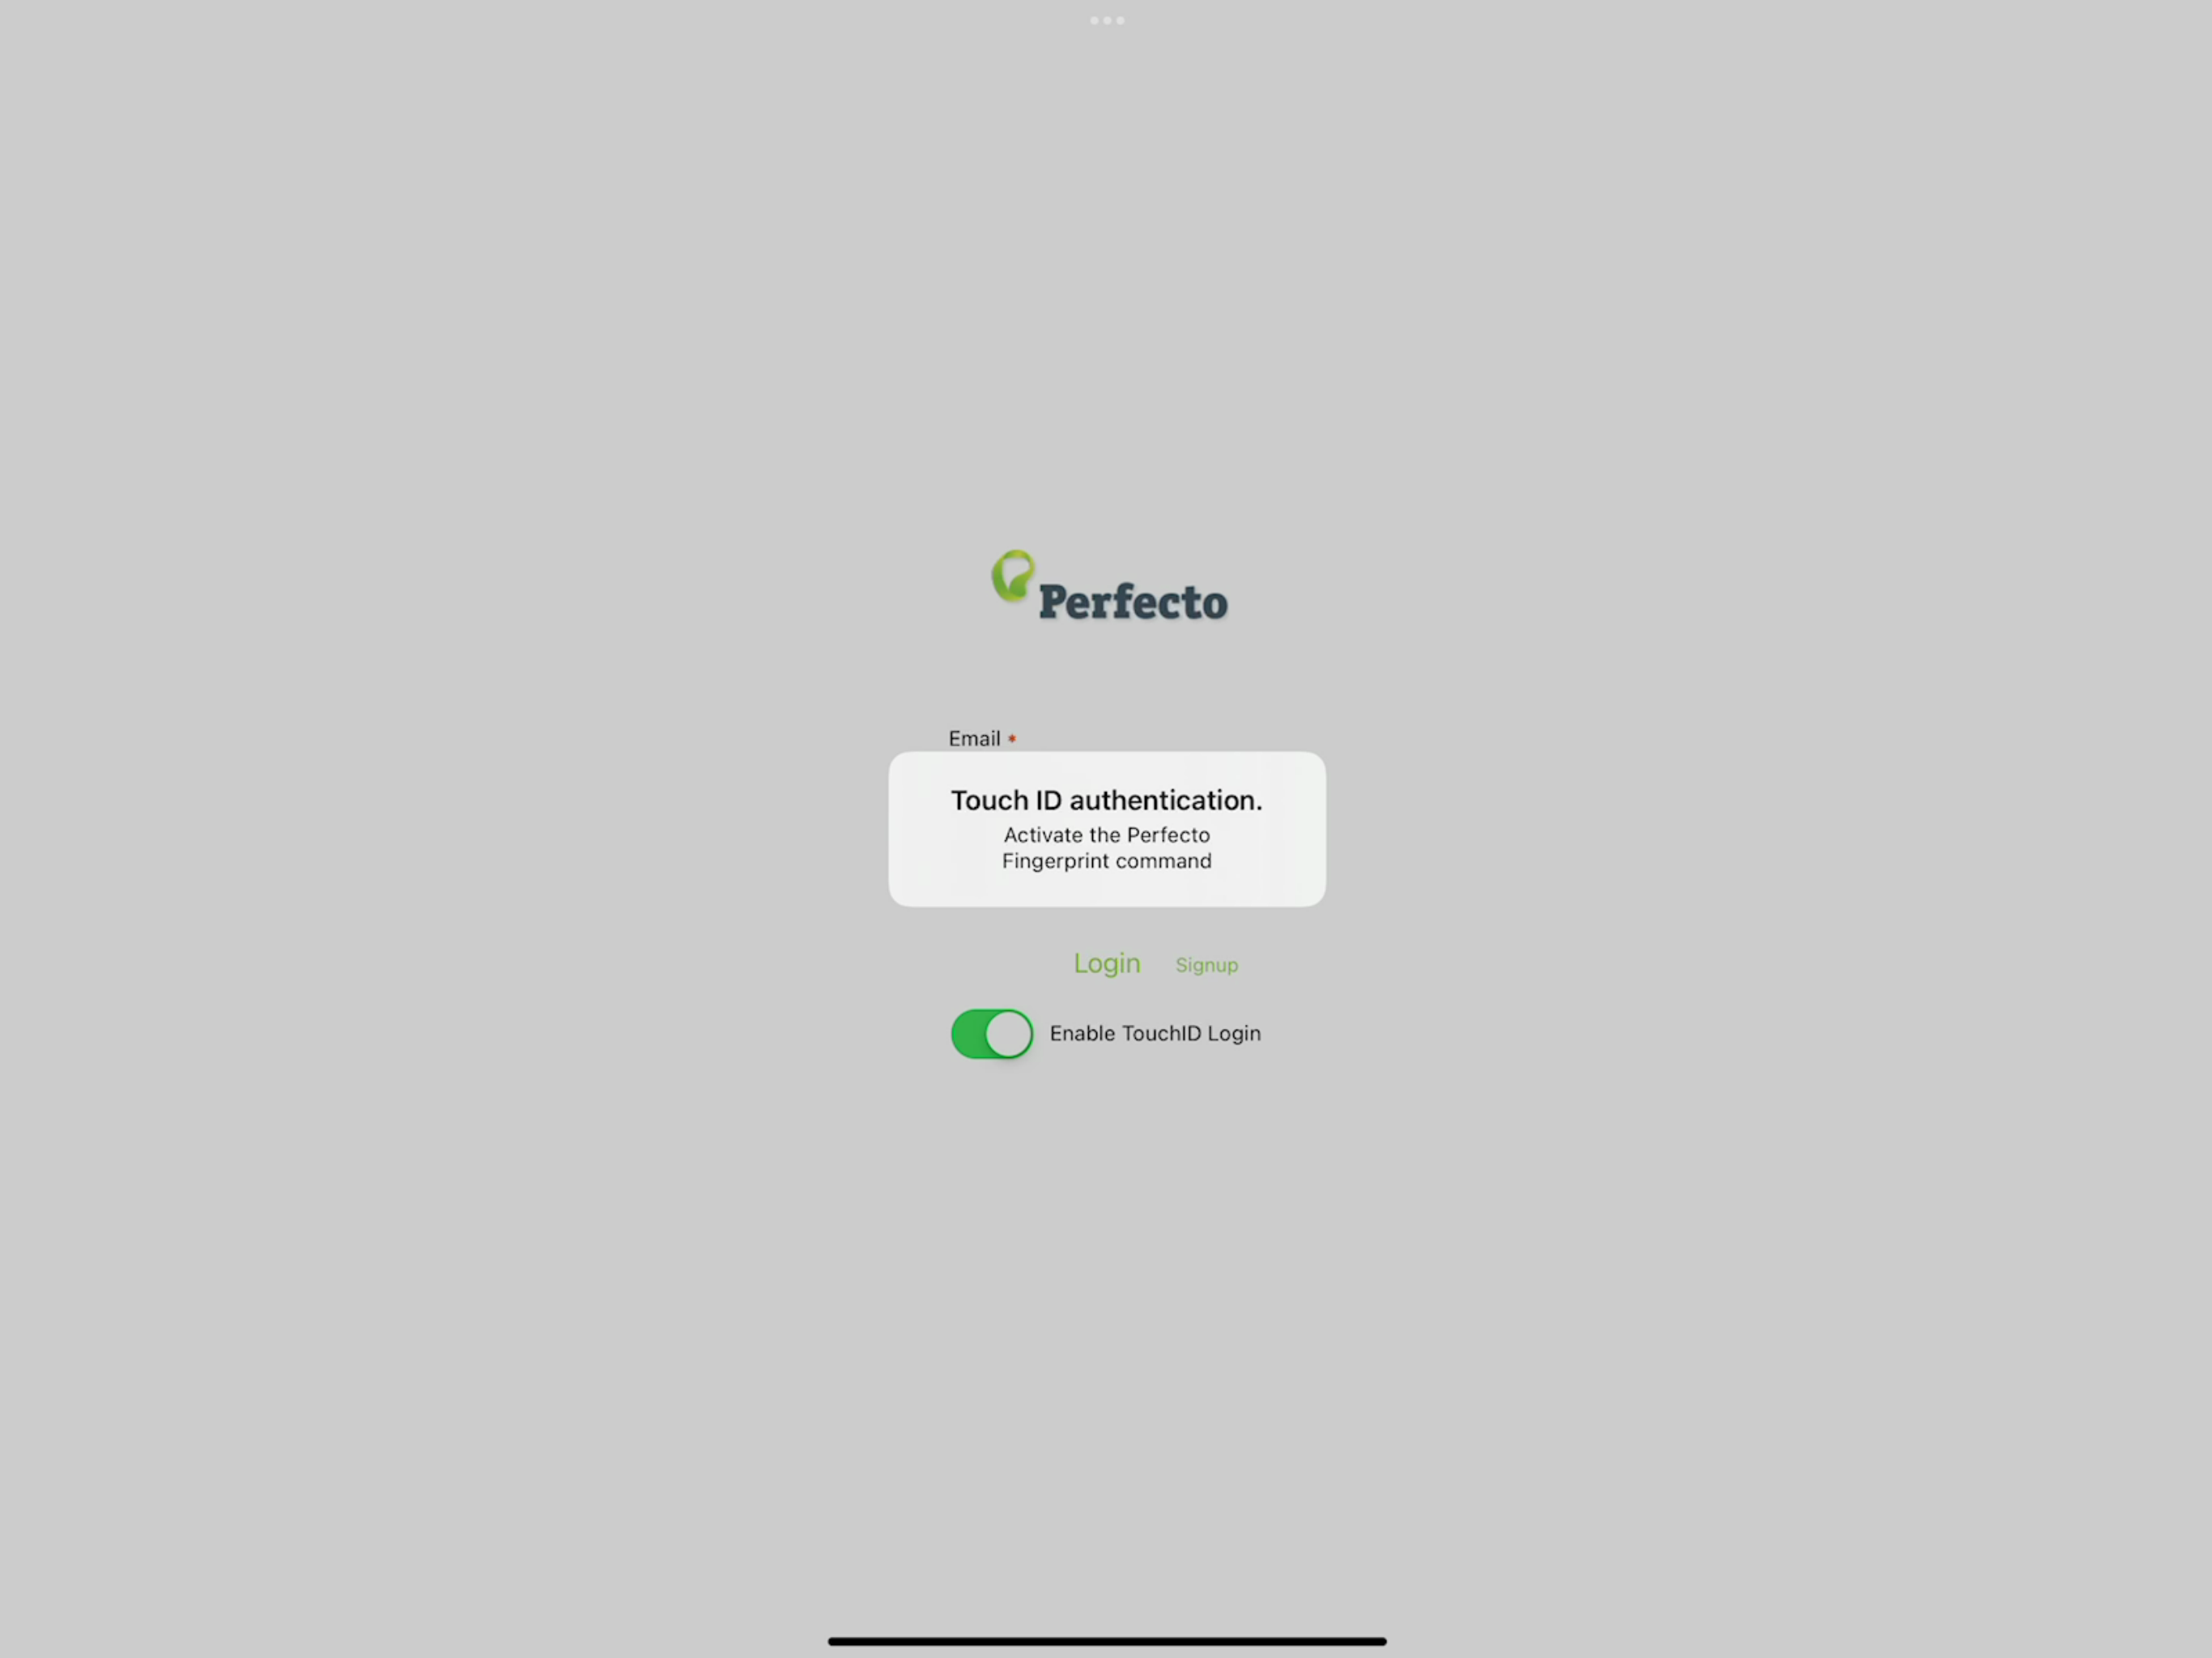 Perfecto
Email *
Touch ID authentication.
Activate the Perfecto
Fingerprint command
Login Signup
Enable TouchID Login